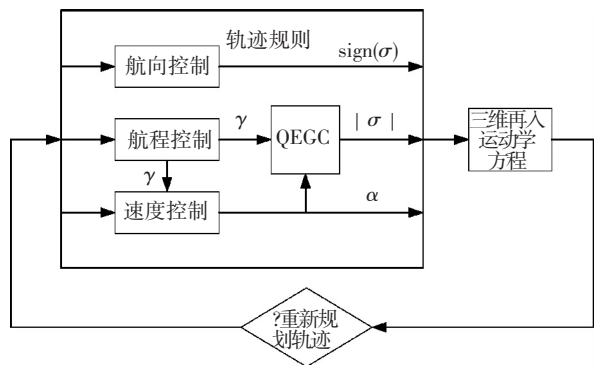 轨迹规则
航向控制
sign(σ)
航程控制
γ
QEGC
| σ |
γ
速度控制
α
三维再入
运动学
方程
?重新规
划轨迹